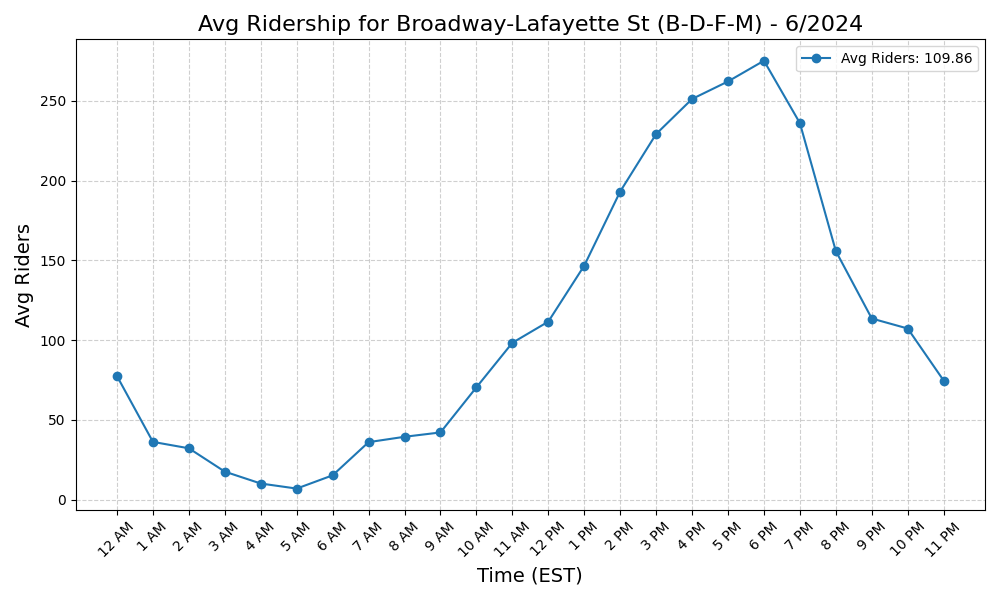 Avg Ridership for Broadway-Lafayette St (B-D-F-M) - 6/2024
Avg Riders: 109.86
Avg Riders
250
200
150
100
50
0
12 AM
1 AM
2 AM
3 AM
4 AM
5 AM
6 AM
7 AM
8 AM
9 AM
10 AM
11 AM
12 PM
1 PM
2 PM
3 PM
4 PM
5 PM
6 PM
7 PM
8 PM
9 PM
10 PM
11 PM
Time (EST)